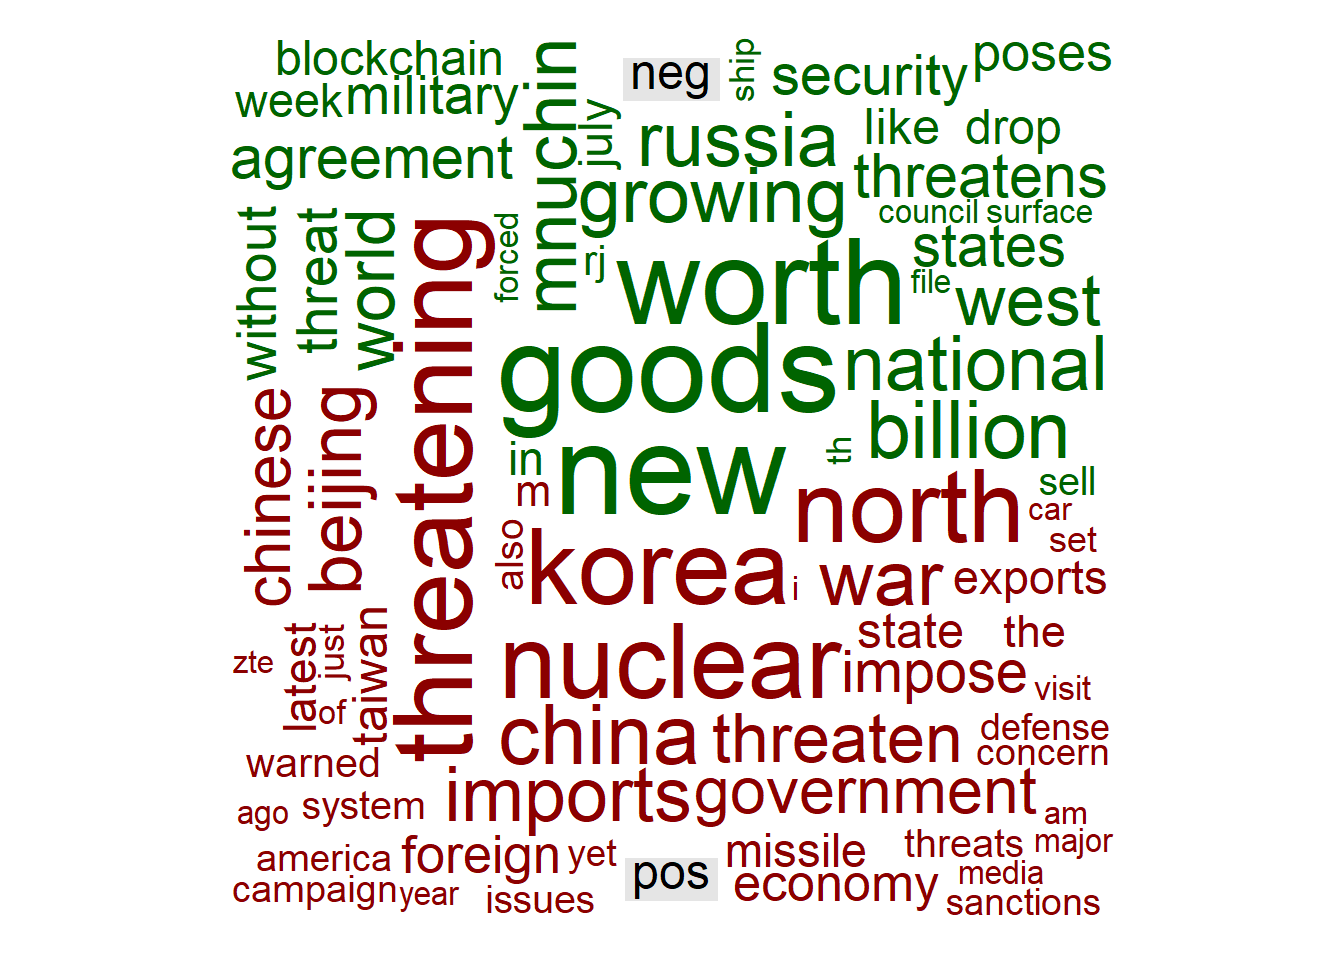 blockchain
neg
ship
security
poses
week
military
mnuchin
july
russia
like
drop
agreement
growing
threatens
council
surface
without
threat
world
threatening
forced
rj
worth
states
file
west
goods
national
chinese
beijing
billion
in
new
th
m
north
sell
car
set
also
korea
i
war
exports
zte
latest
just
of
taiwan
nuclear
state
the
impose
visit
china
threaten
defense
concern
warned
imports
government
ago
system
am
america
foreign
yet
pos
missile
threats
major
campaign
year
issues
economy
media
sanctions